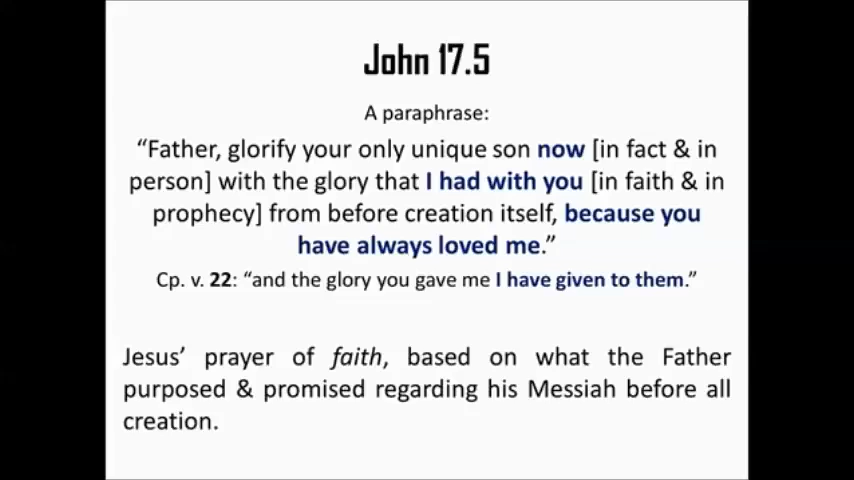 John 17.5
A paraphrase:
“Father, glorify your only unique son now [in fact & in
person] with the glory that I had with you [in faith & in
prophecy] from before creation itself, because you
have always loved me.”
Cp. v. 22: “and the glory you gave me I have given to them.”
Jesus’ prayer of faith, based on what the Father
purposed & promised regarding his Messiah before all
creation.